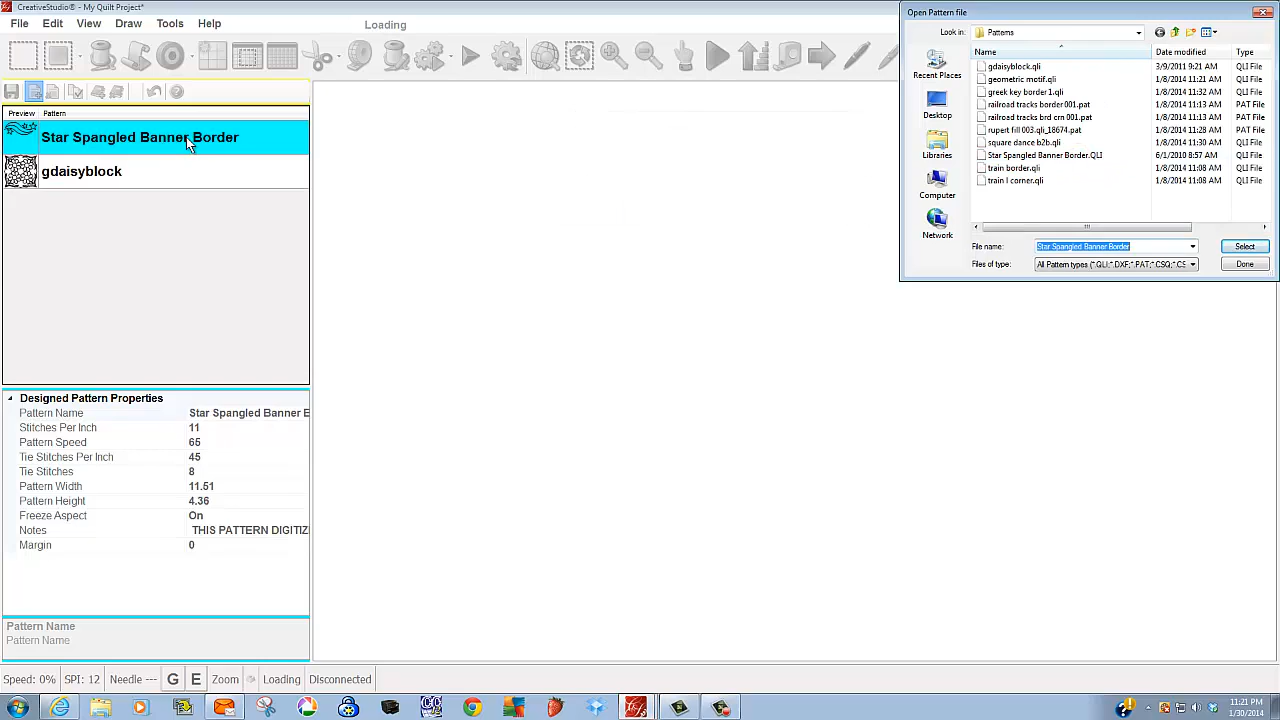 CreativeStudio® - My Quilt Project*
File Edit View Draw Tools Help Loading
Preview Pattern
Star Spangled Banner Border
gdaisyblock
Designed Pattern Properties
Pattern Name Star Spangled Banner E
Stitches Per Inch 11
Pattern Speed 65
Tie Stitches Per Inch 45
Tie Stitches 8
Pattern Width 11.51
Pattern Height 4.36
Freeze Aspect On
Notes THIS PATTERN DIGITIZ
Margin 0
Pattern Name
Pattern Name
Speed: 0% SPI: 12 Needle --- G E Zoom Loading Disconnected
Open Pattern file
Look in: Patterns
Recent Places
Desktop
Libraries
Computer
Network
Name Date modified Type
gdaisyblock.qli 3/9/2011 9:21 AM QLI File
geometric motif.qli 1/8/2014 11:21 AM QLI File
greek key border 1.qli 1/8/2014 11:32 AM QLI File
railroad tracks border 001.pat 1/8/2014 11:13 AM PAT File
railroad tracks brd crn 001.pat 1/8/2014 11:13 AM PAT File
rupert fill 003.qli_18674.pat 1/8/2014 11:28 AM PAT File
square dance b2b.qli 1/8/2014 11:30 AM QLI File
Star Spangled Banner Border.QLI 6/1/2010 8:57 AM QLI File
train border.qli 1/8/2014 11:08 AM QLI File
train l corner.qli 1/8/2014 11:08 AM QLI File
File name: Star Spangled Banner Border Select
Files of type: All Pattern types (*.QLI;*.DXF;*.PAT;*.CSQ;*.CS Done
11:21 PM
1/30/2014